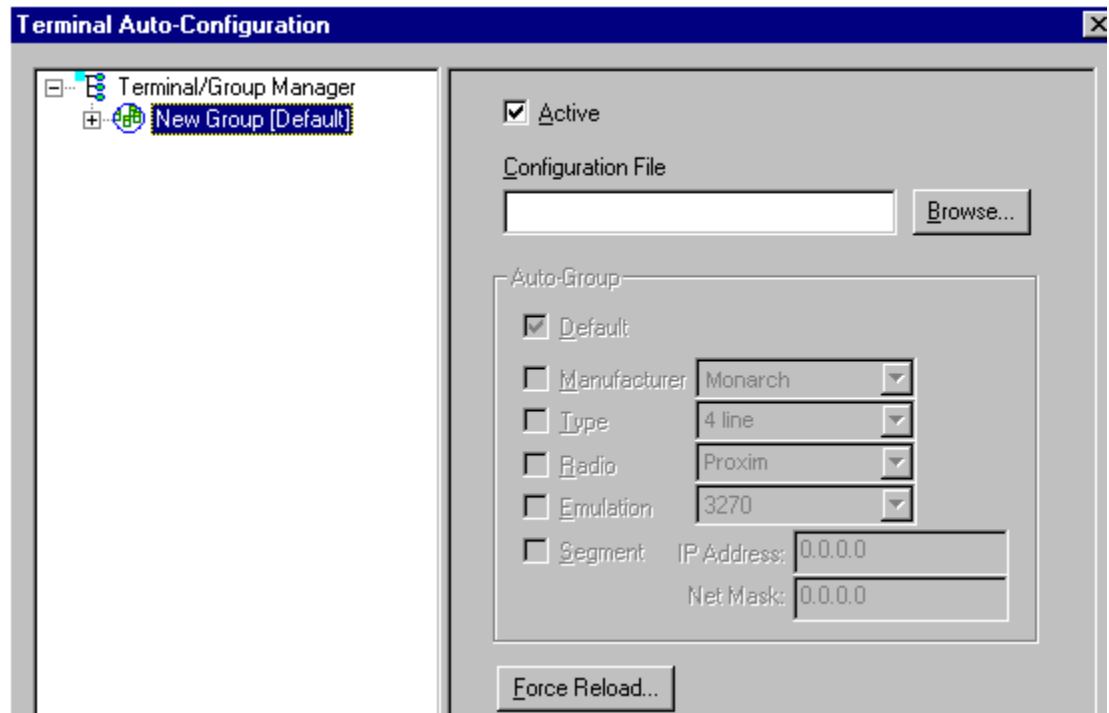 Terminal Auto-Configuration
Terminal/Group Manager
New Group [Default]
Active
Configuration File
Browse...
Auto-Group
Default
Manufacturer Monarch
Type 4 line
Radio Proxim
Emulation 3270
Segment IP Address: 0.0.0.0
Net Mask: 0.0.0.0
Force Reload...